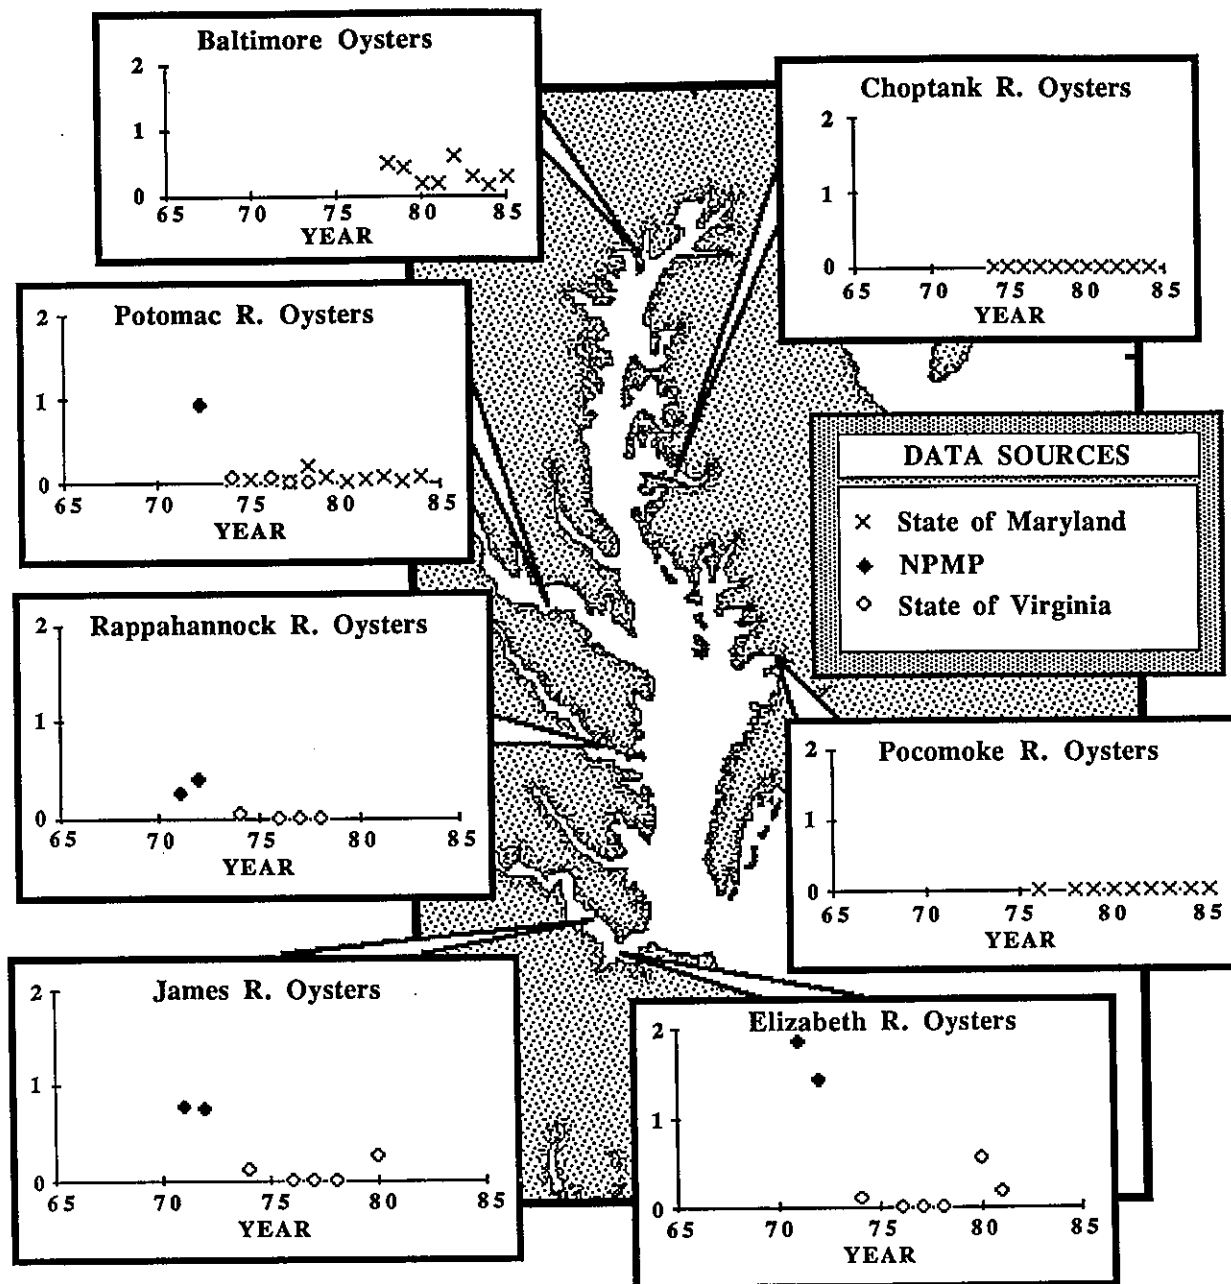 Baltimore Oysters
2
1
0
65 70 75 80 85
YEAR
Choptank R. Oysters
2
1
0
65 70 75 80 85
YEAR
Potomac R. Oysters
2
1
0
65 70 75 80 85
YEAR
DATA SOURCES
State of Maryland
NPMP
State of Virginia
Rappahannock R. Oysters
2
1
0
65 70 75 80 85
YEAR
Pocomoke R. Oysters
2
1
0
65 70 75 80 85
YEAR
James R. Oysters
2
1
0
65 70 75 80 85
YEAR
Elizabeth R. Oysters
2
1
0
65 70 75 80 85
YEAR